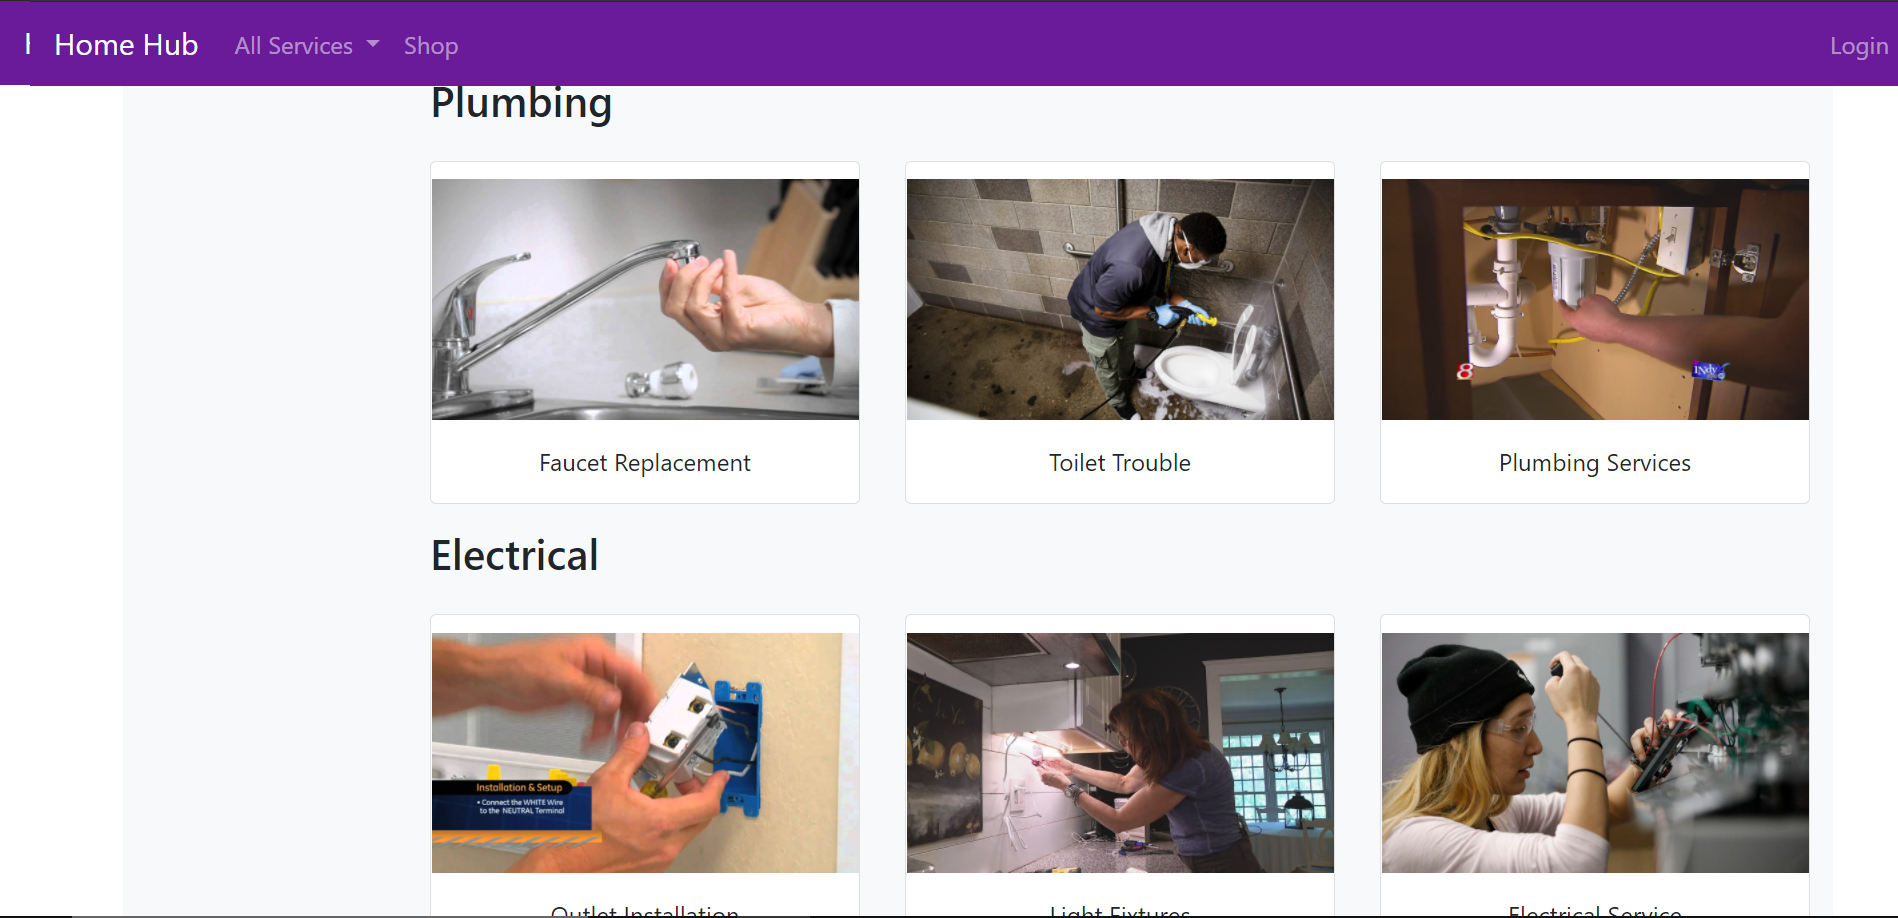 Home Hub All Services Shop Login
Plumbing
8
INdy
Faucet Replacement Toilet Trouble Plumbing Services
Electrical
Installation & Setup
• Connect the WHITE Wire
to the NEUTRAL Terminal
Outlet Installation Light Fixtures Electrical Service